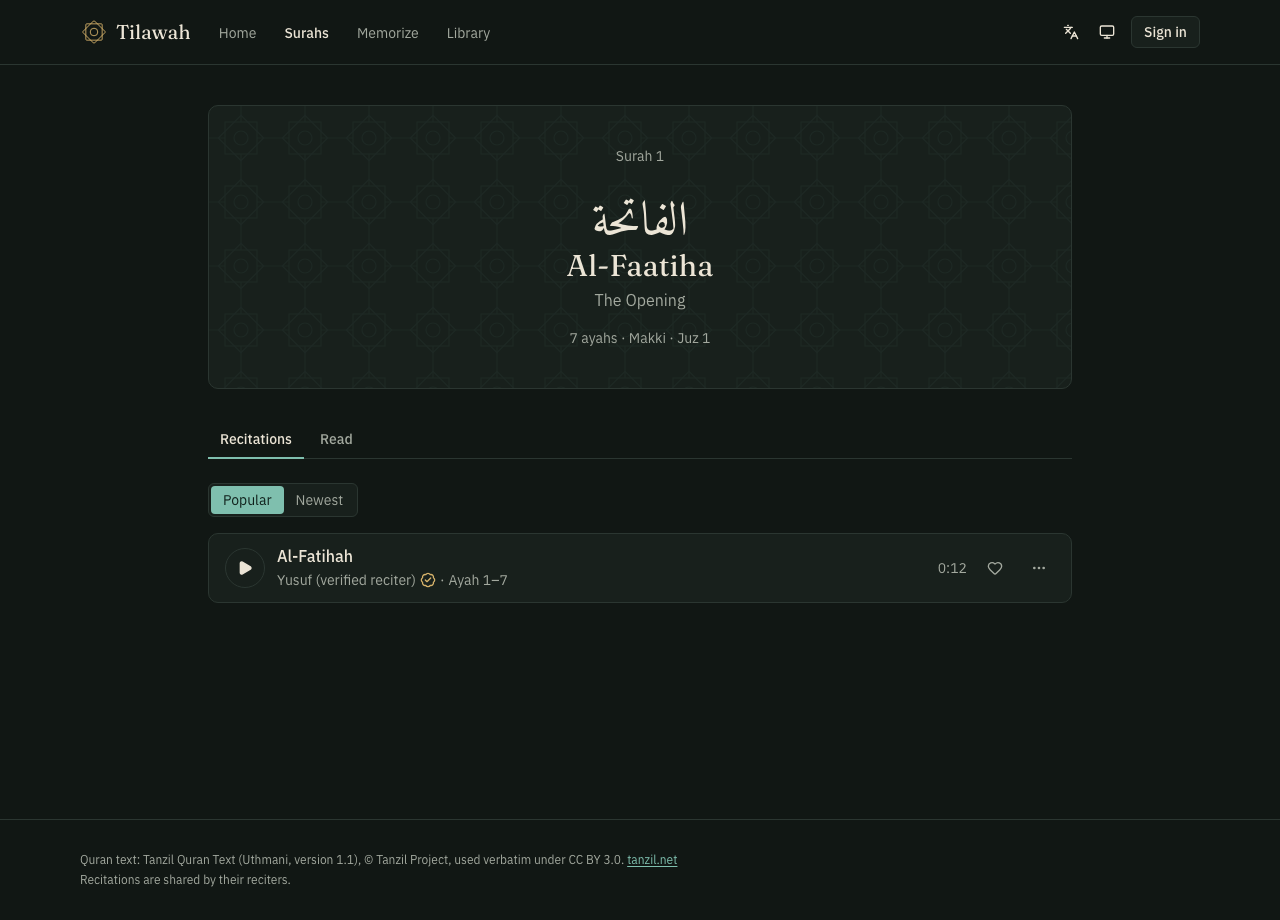 Tilawah Home Surahs Memorize Library Sign in
Surah 1
الفاتحة
Al-Faatiha
The Opening
7 ayahs · Makki · Juz 1
Recitations Read
Popular Newest
Al-Fatihah
Yusuf (verified reciter) · Ayah 1–7
0:12
Quran text: Tanzil Quran Text (Uthmani, version 1.1), © Tanzil Project, used verbatim under CC BY 3.0. tanzil.net
Recitations are shared by their reciters.